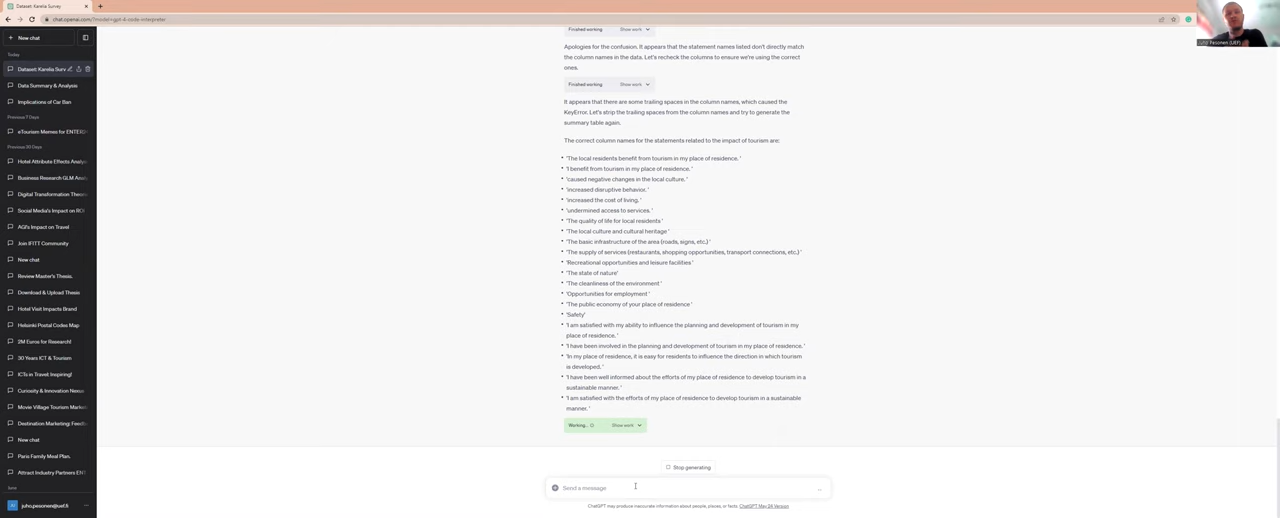 Dataset: Karelia Survey
chat.openai.com/?model=gpt-4-code-interpreter
New chat
Today
Dataset: Karelia Surv
Data Summary & Analysis
Implications of Car Ban
Previous 7 Days
eTourism Memes for ENTER
Previous 30 Days
Hotel Attribute Effects Analys
Business Research GLM Anal
Digital Transformation Theor
Social Media's Impact on RO
AGI's Impact on Travel
Join IFITT Community
New chat
Review Master's Thesis.
Download & Upload Thesis
Hotel Visit Impacts Brand
Helsinki Postal Codes Map
2M Euros for Research!
30 Years ICT & Tourism
ICTs in Travel: Inspiring!
Curiosity & Innovation Nexus
Movie Village Tourism Market
Destination Marketing: Feedb
New chat
Paris Family Meal Plan.
Attract Industry Partners ENT
June
juho.pesonen@uef.fi
Finished working Show work
Apologies for the confusion. It appears that the statement names listed don't directly match
the column names in the data. Let's recheck the columns to ensure we're using the correct
ones.
Finished working Show work
It appears that there are some trailing spaces in the column names, which caused the
KeyError. Let's strip the trailing spaces from the column names and try to generate the
summary table again.
The correct column names for the statements related to the impact of tourism are:
• 'The local residents benefit from tourism in my place of residence. '
• 'I benefit from tourism in my place of residence. '
• 'caused negative changes in the local culture. '
• 'increased disruptive behavior. '
• 'increased the cost of living. '
• 'undermined access to services. '
• 'The quality of life for local residents '
• 'The local culture and cultural heritage '
• 'The basic infrastructure of the area (roads, signs, etc.) '
• 'The supply of services (restaurants, shopping opportunities, transport connections, etc.) '
• 'Recreational opportunities and leisure facilities '
• 'The state of nature'
• 'The cleanliness of the environment '
• 'Opportunities for employment '
• 'The public economy of your place of residence '
• 'Safety'
• 'I am satisfied with my ability to influence the planning and development of tourism in my
place of residence. '
• 'I have been involved in the planning and development of tourism in my place of residence. '
• 'In my place of residence, it is easy for residents to influence the direction in which tourism
is developed. '
• 'I have been well informed about the efforts of my place of residence to develop tourism in a
sustainable manner. '
• 'I am satisfied with the efforts of my place of residence to develop tourism in a sustainable
manner. '
Working... Show work
Stop generating
Send a message
ChatGPT may produce inaccurate information about people, places, or facts. ChatGPT May 24 Version
Pesonen (UEF)